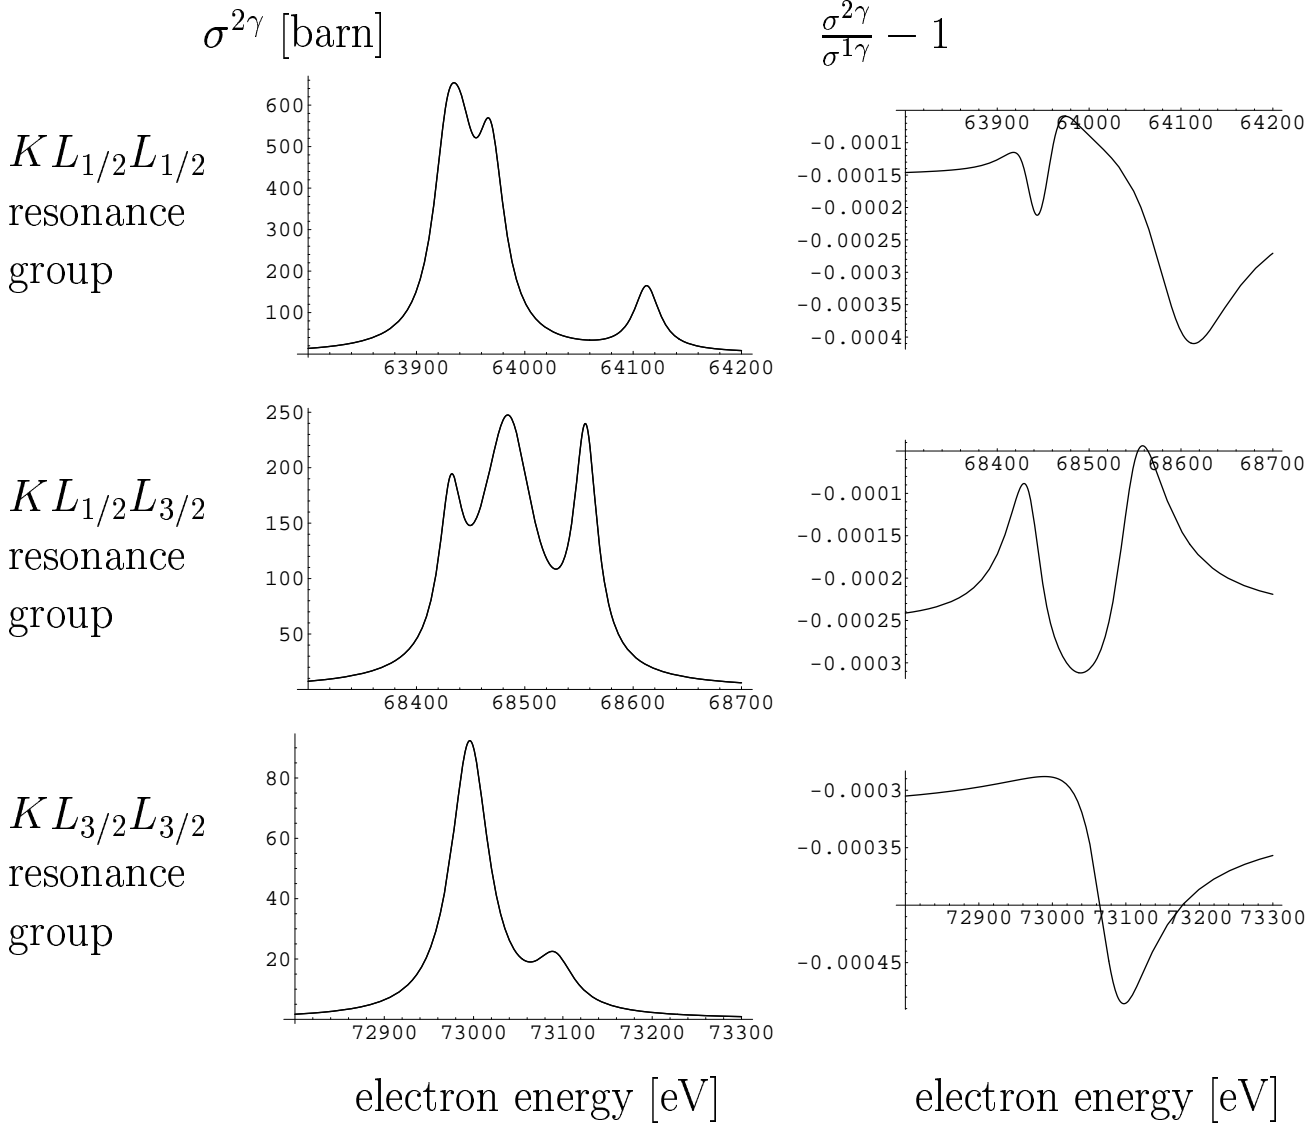 σ^{2γ} [barn]
σ^{2γ}/σ^{1γ} − 1
KL_{1/2}L_{1/2}
resonance
group
600
500
400
300
200
100
63900 64000 64100 64200
63900 64000 64100 64200
-0.0001
-0.00015
-0.0002
-0.00025
-0.0003
-0.00035
-0.0004
KL_{1/2}L_{3/2}
resonance
group
250
200
150
100
50
68400 68500 68600 68700
68400 68500 68600 68700
-0.0001
-0.00015
-0.0002
-0.00025
-0.0003
KL_{3/2}L_{3/2}
resonance
group
80
60
40
20
72900 73000 73100 73200 73300
-0.0003
-0.00035
72900 73000 73100 73200 73300
-0.00045
electron energy [eV]
electron energy [eV]